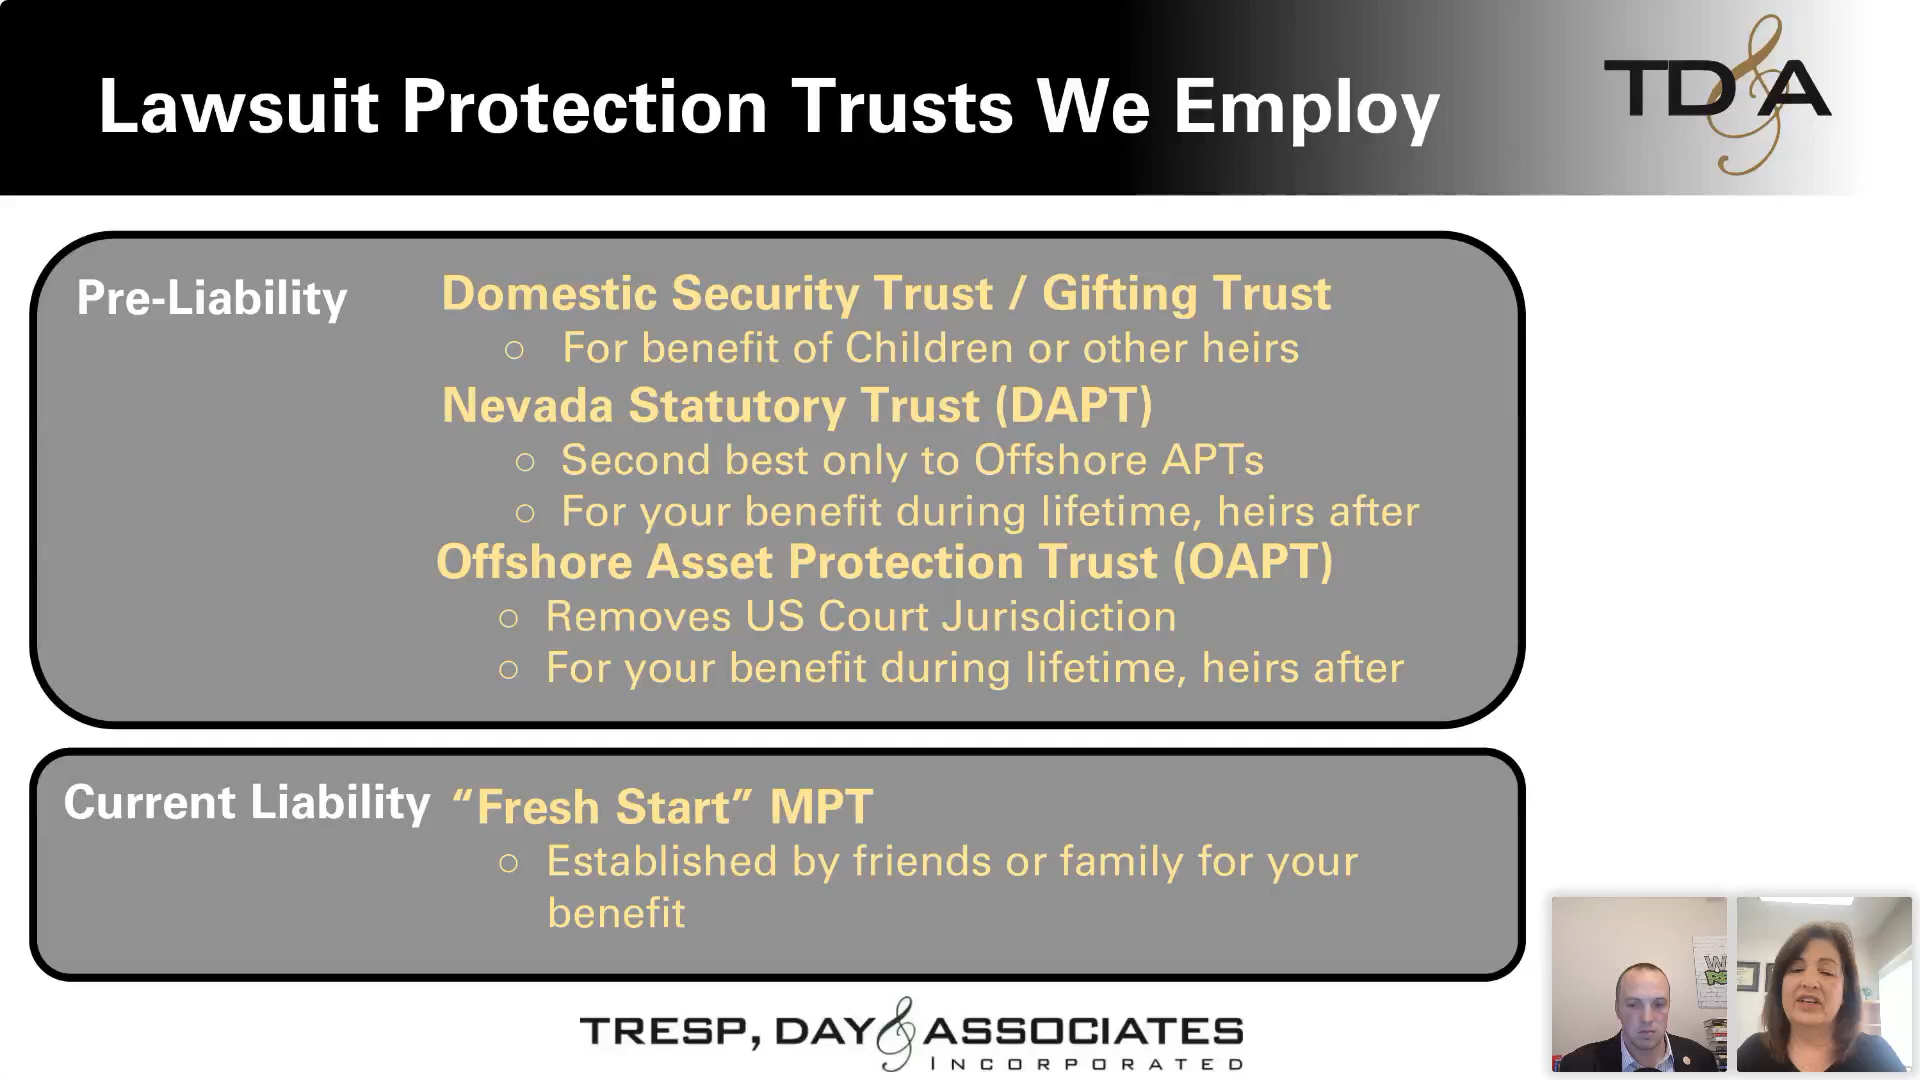 Lawsuit Protection Trusts We Employ
TD&A
Pre-Liability
Domestic Security Trust / Gifting Trust
○ For benefit of Children or other heirs
Nevada Statutory Trust (DAPT)
○ Second best only to Offshore APTs
○ For your benefit during lifetime, heirs after
Offshore Asset Protection Trust (OAPT)
○ Removes US Court Jurisdiction
○ For your benefit during lifetime, heirs after
Current Liability
“Fresh Start” MPT
○ Established by friends or family for your
benefit
TRESP, DAY & ASSOCIATES
INCORPORATED